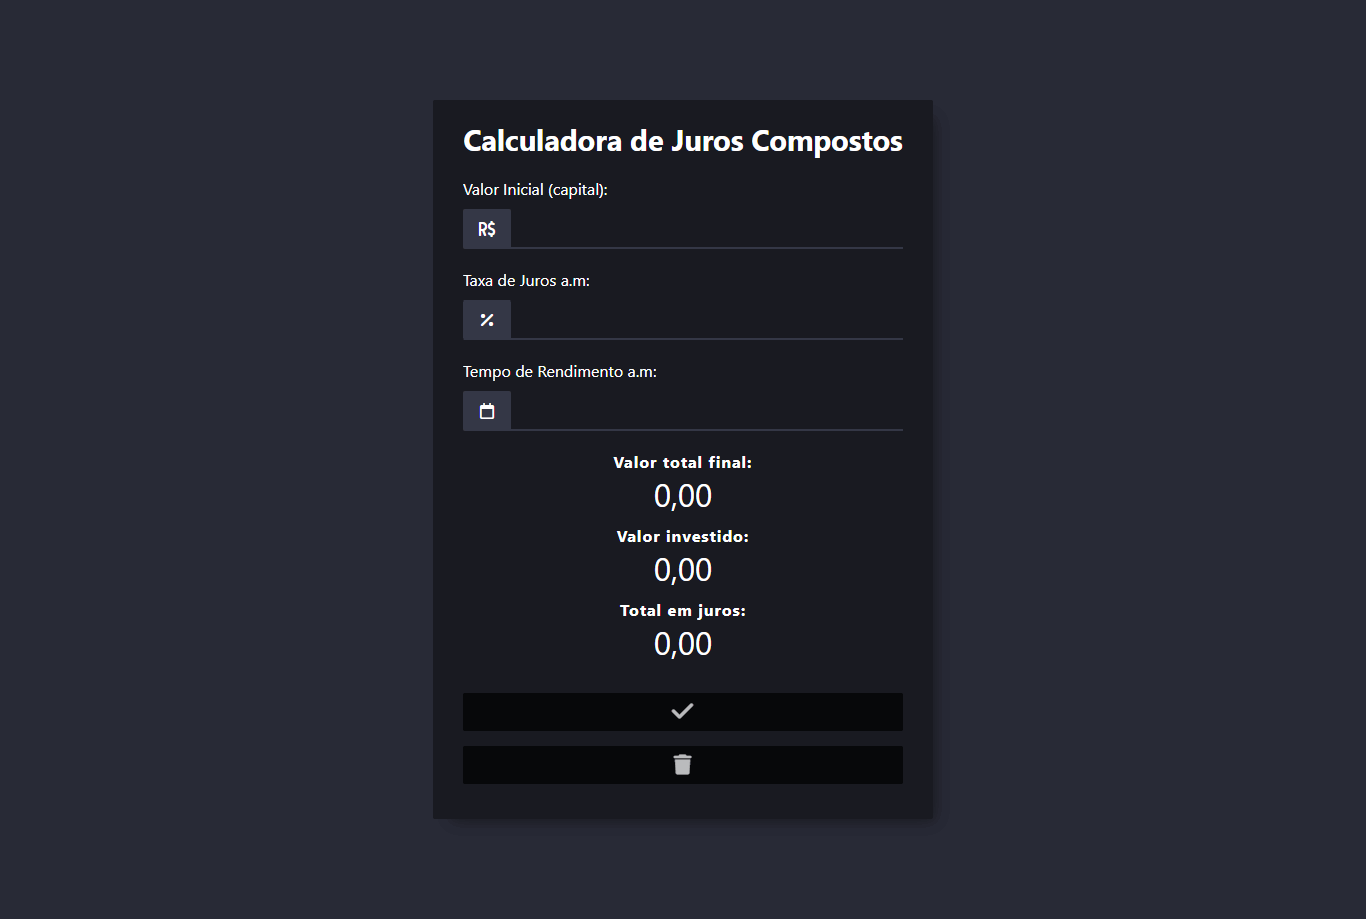 Calculadora de Juros Compostos
Valor Inicial (capital):
R$
Taxa de Juros a.m:
%
Tempo de Rendimento a.m:
Valor total final:
0,00
Valor investido:
0,00
Total em juros:
0,00